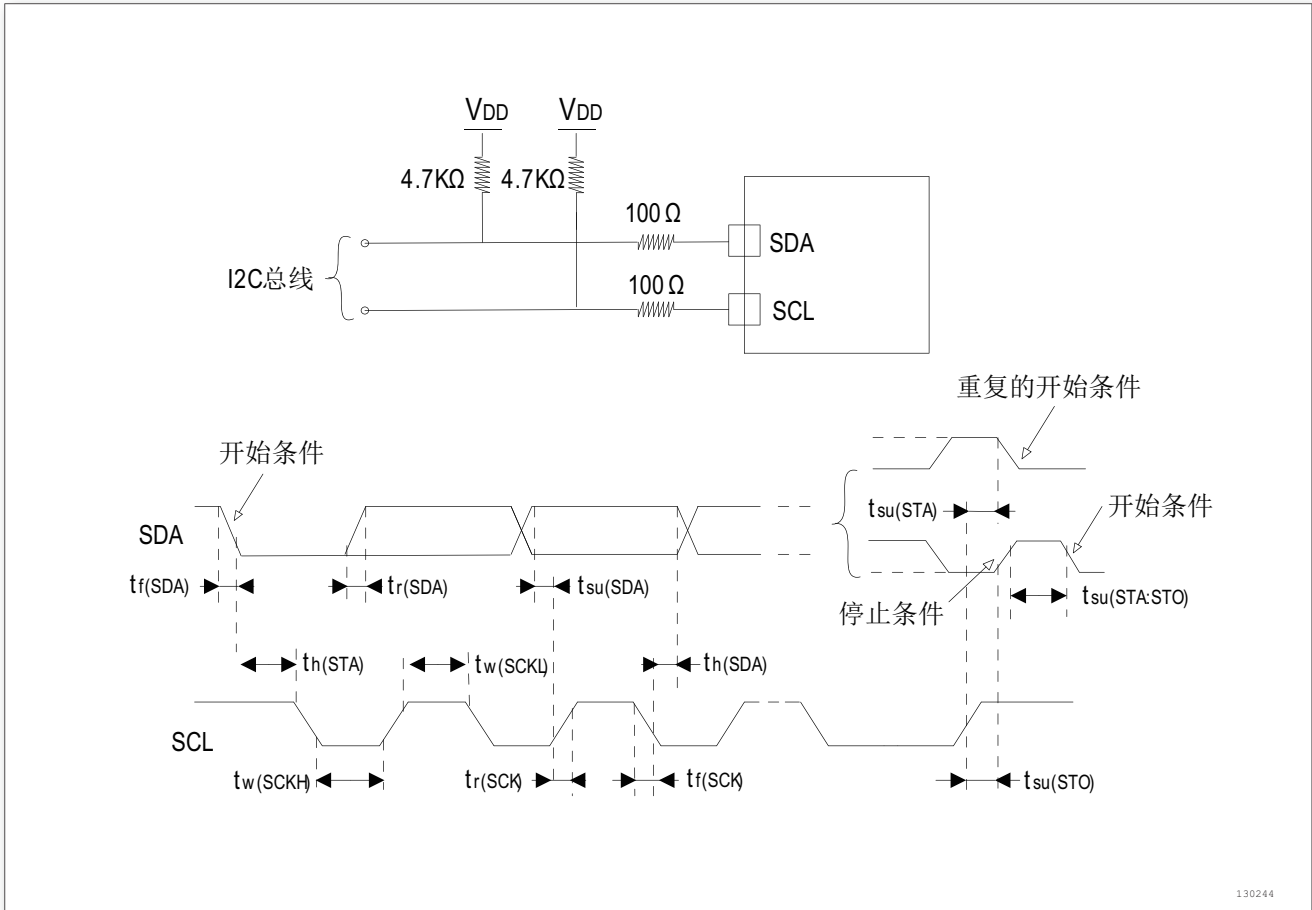 VDD VDD
4.7KΩ 4.7KΩ
100 Ω
SDA
I2C总线
100 Ω
SCL
重复的开始条件
开始条件
tsu(STA) 开始条件
SDA
tf(SDA) tr(SDA) tsu(SDA) tsu(STA:STO)
停止条件
th(STA) tw(SCKL) th(SDA)
SCL
tw(SCKH) tr(SCK) tf(SCK) tsu(STO)
130244